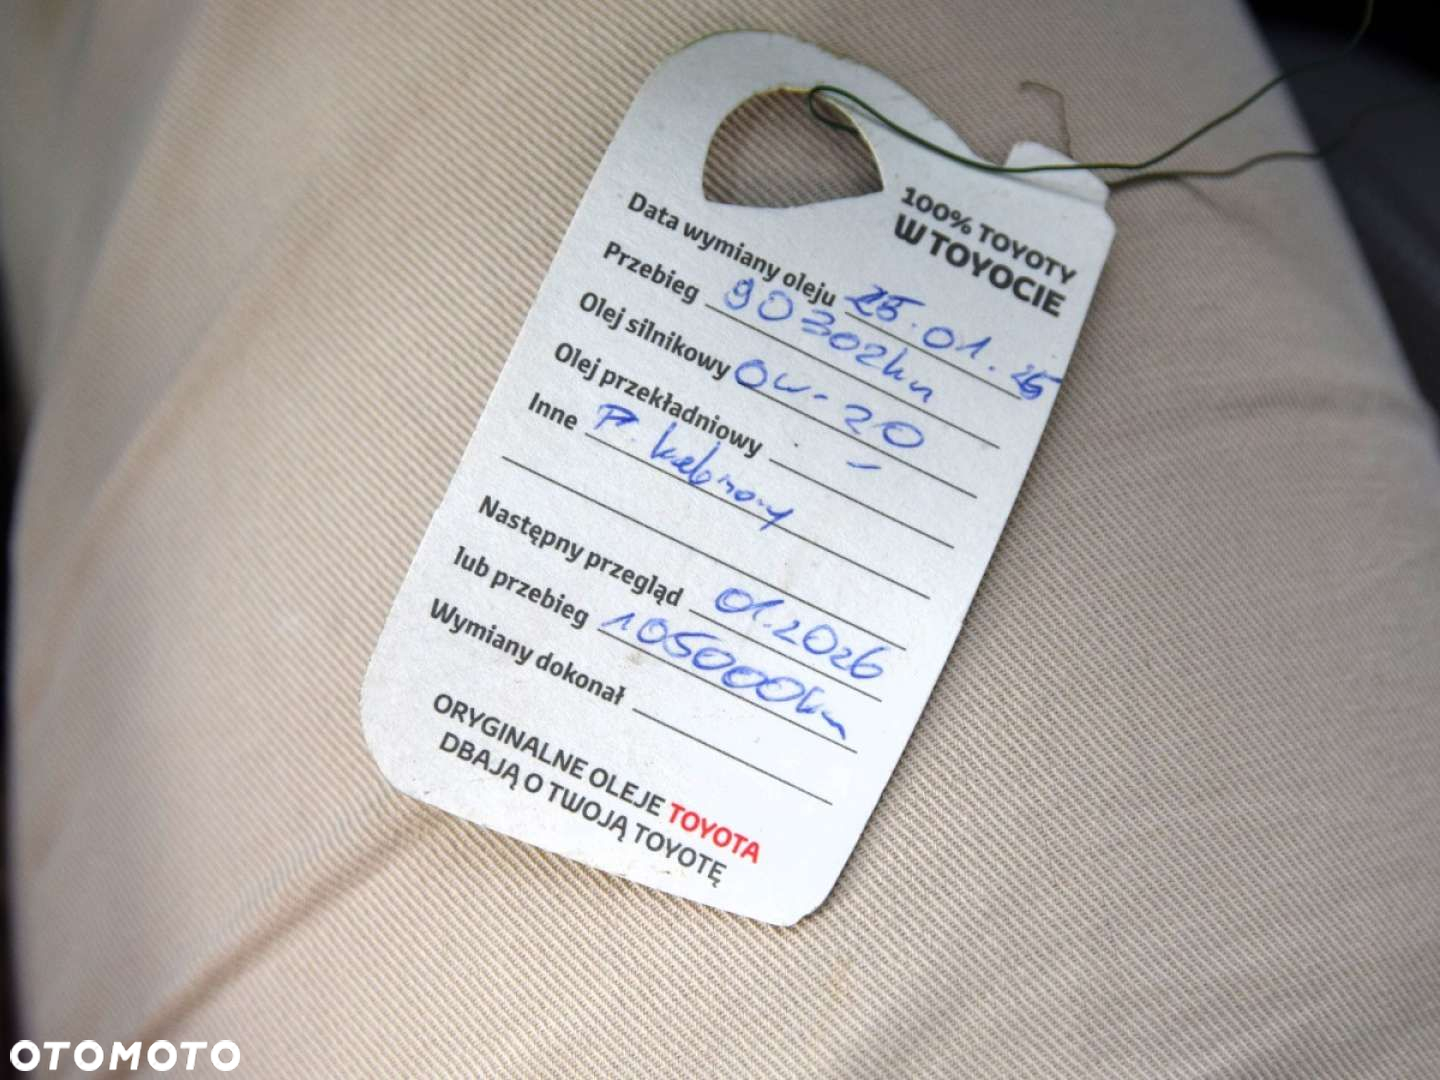 100% TOYOTY
W TOYOCIE
Data wymiany oleju 25.01.25
Przebieg 90302km
Olej silnikowy 0w-20
Olej przekładniowy –
Inne F. kabinowy
Następny przegląd 01.2026
lub przebieg 105000km
Wymiany dokonał
ORYGINALNE OLEJE TOYOTA
DBAJĄ O TWOJĄ TOYOTĘ
OTOMOTO